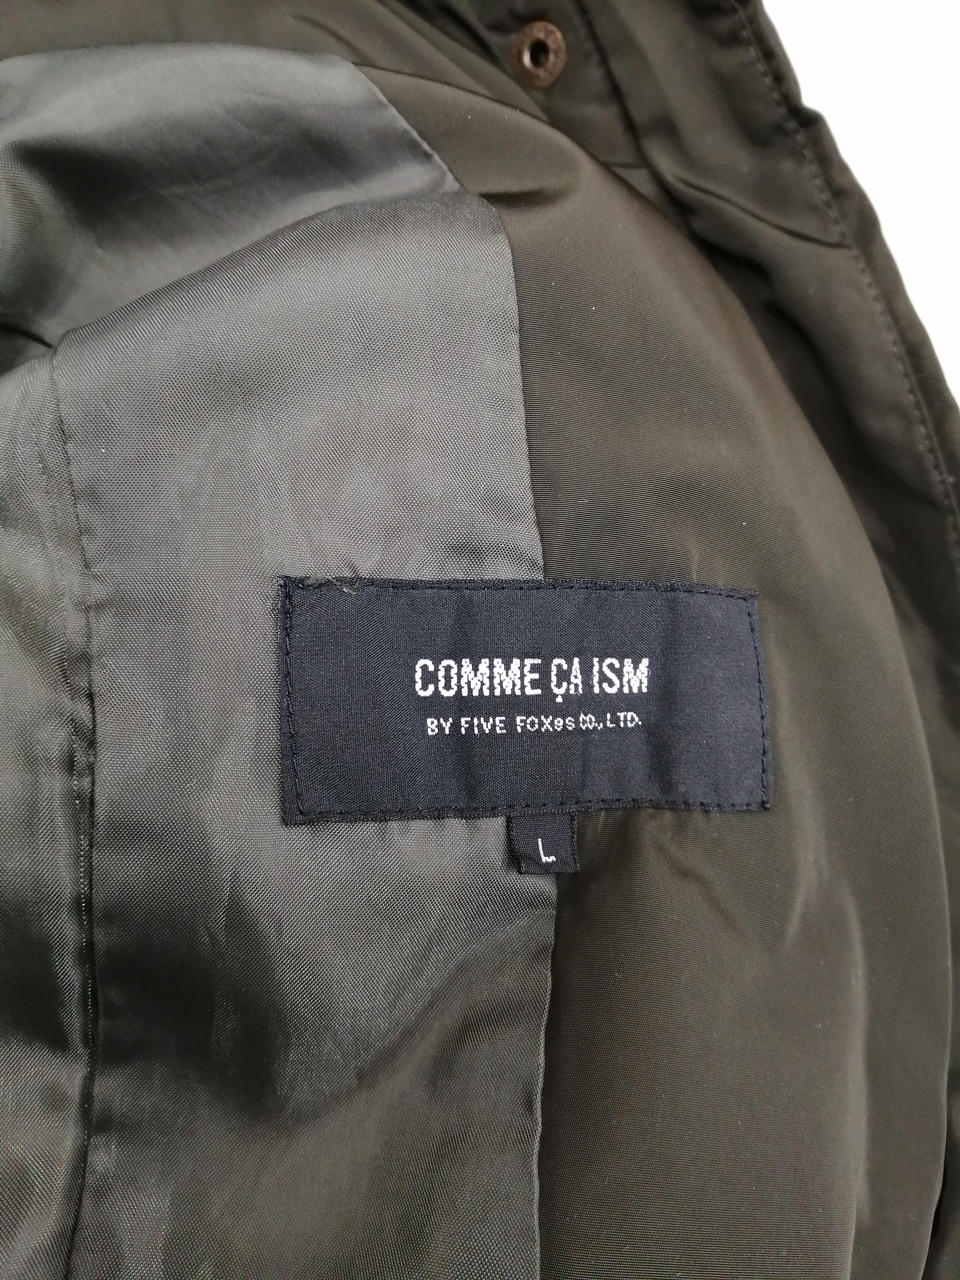 COMME ÇA ISM
BY FIVE FOXes CO., LTD.
L